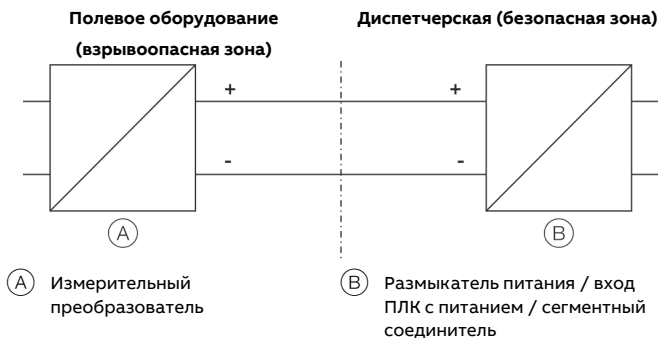 Полевое оборудование
(взрывоопасная зона)
Диспетчерская (безопасная зона)
+
+
-
-
A
B
A Измерительный
преобразователь
B Размыкатель питания / вход
ПЛК с питанием / сегментный
соединитель